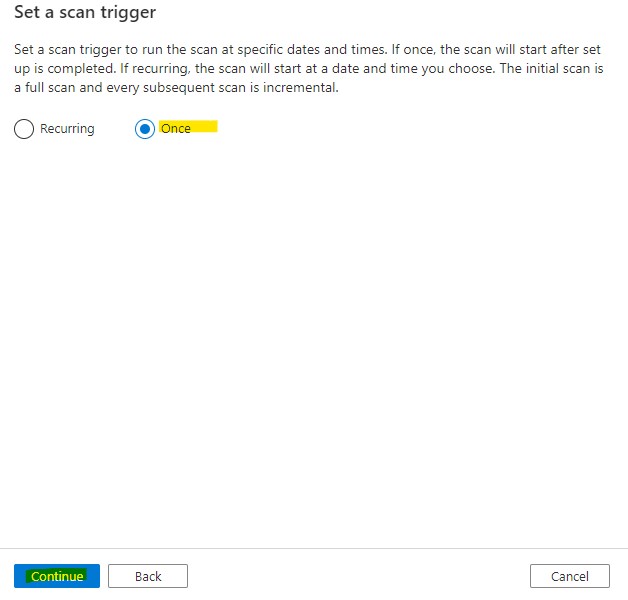 Set a scan trigger
Set a scan trigger to run the scan at specific dates and times. If once, the scan will start after set
up is completed. If recurring, the scan will start at a date and time you choose. The initial scan is
a full scan and every subsequent scan is incremental.
Recurring Once
Continue Back Cancel